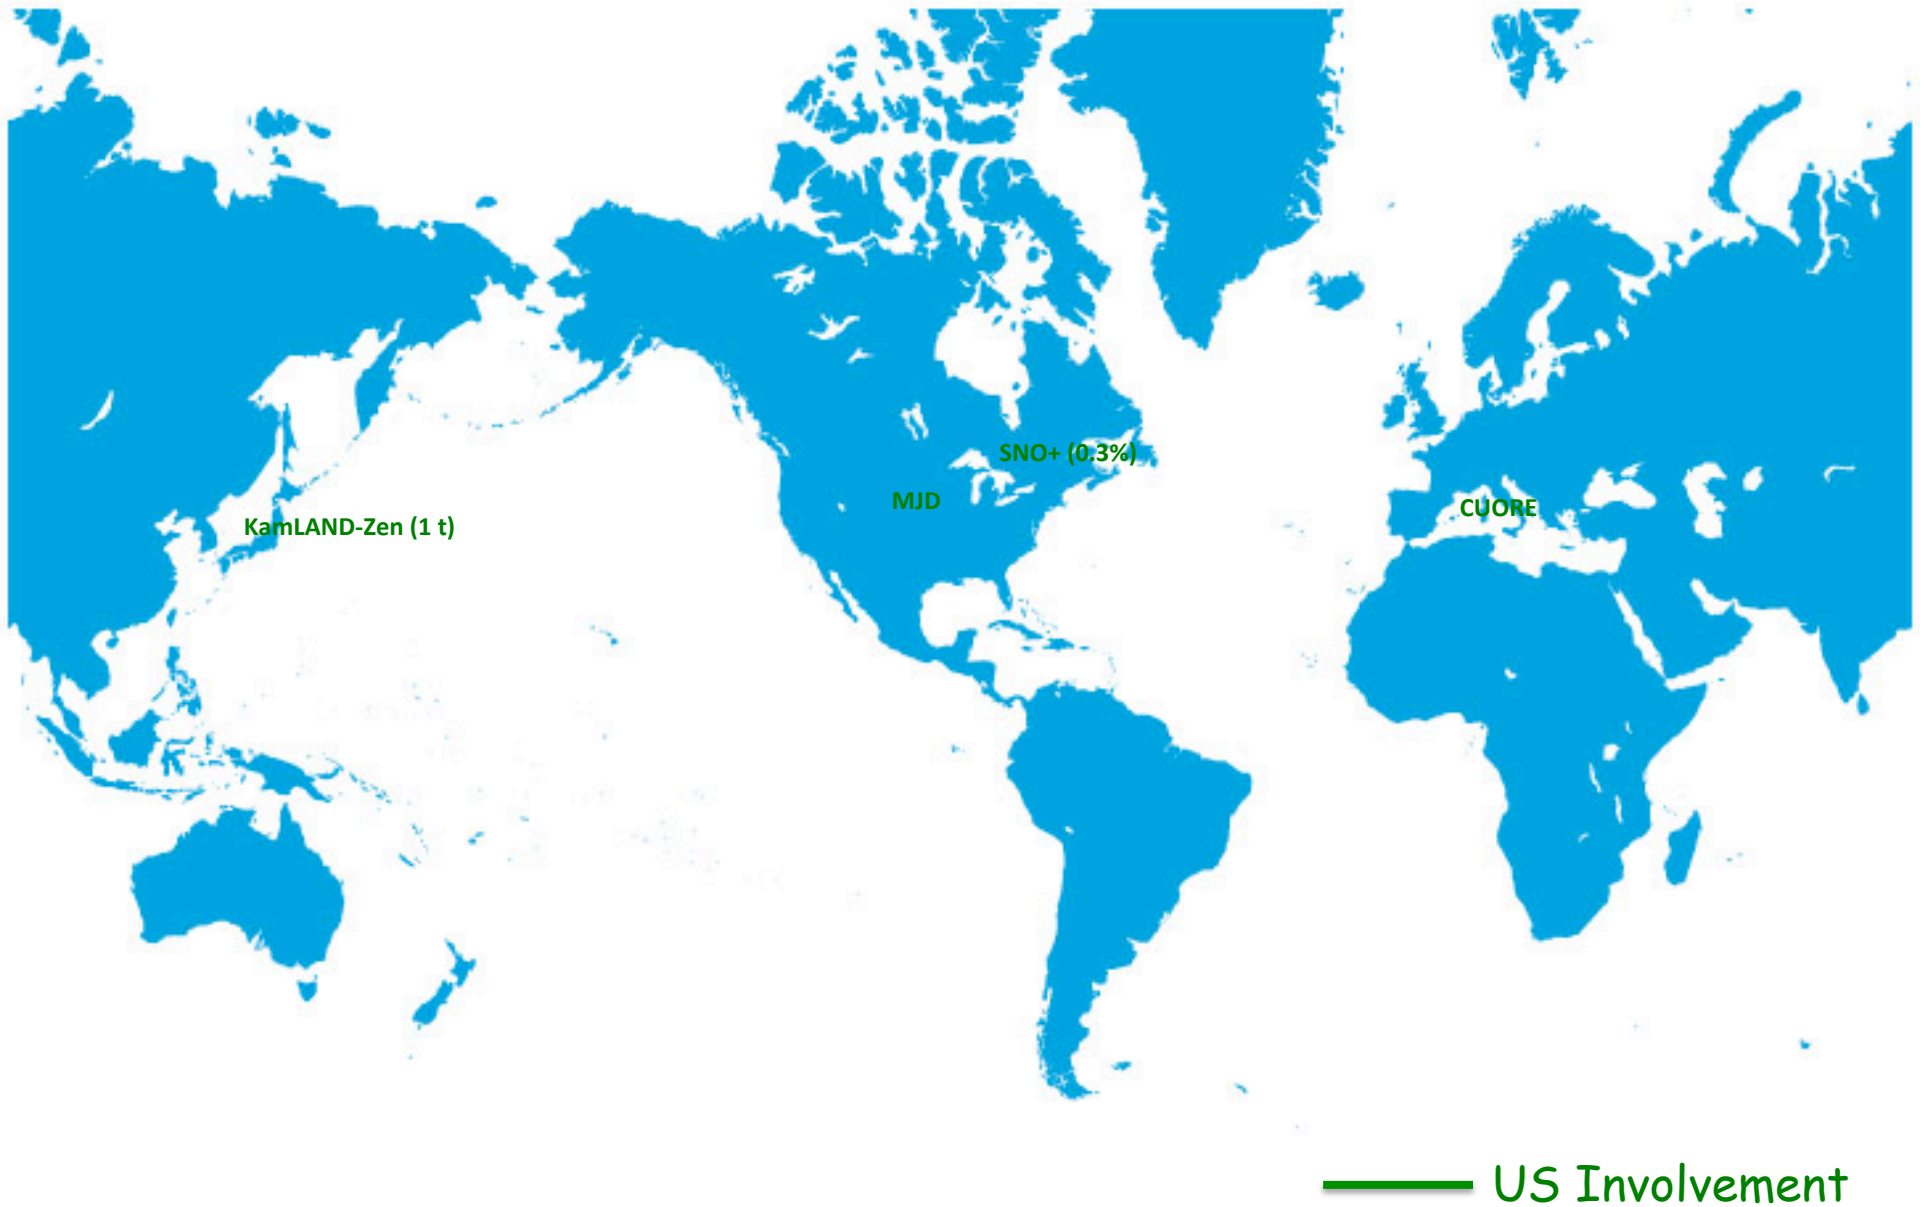 SNO+ (0.3%)
MJD
CUORE
KamLAND-Zen (1 t)
US Involvement